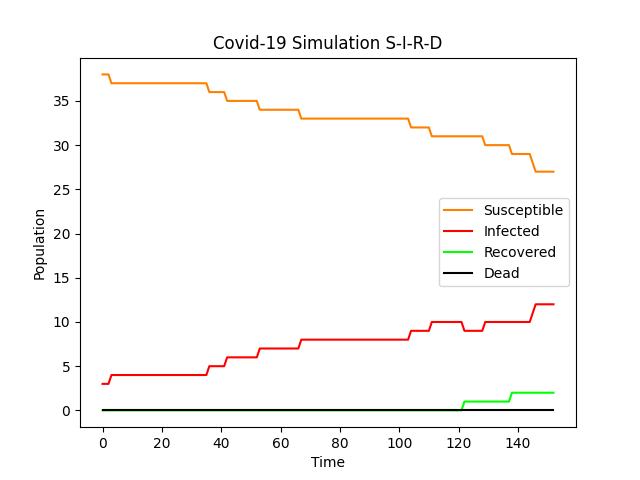 Covid-19 Simulation S-I-R-D
Population
35
30
25
20
15
10
5
0
Susceptible
Infected
Recovered
Dead
0 20 40 60 80 100 120 140
Time